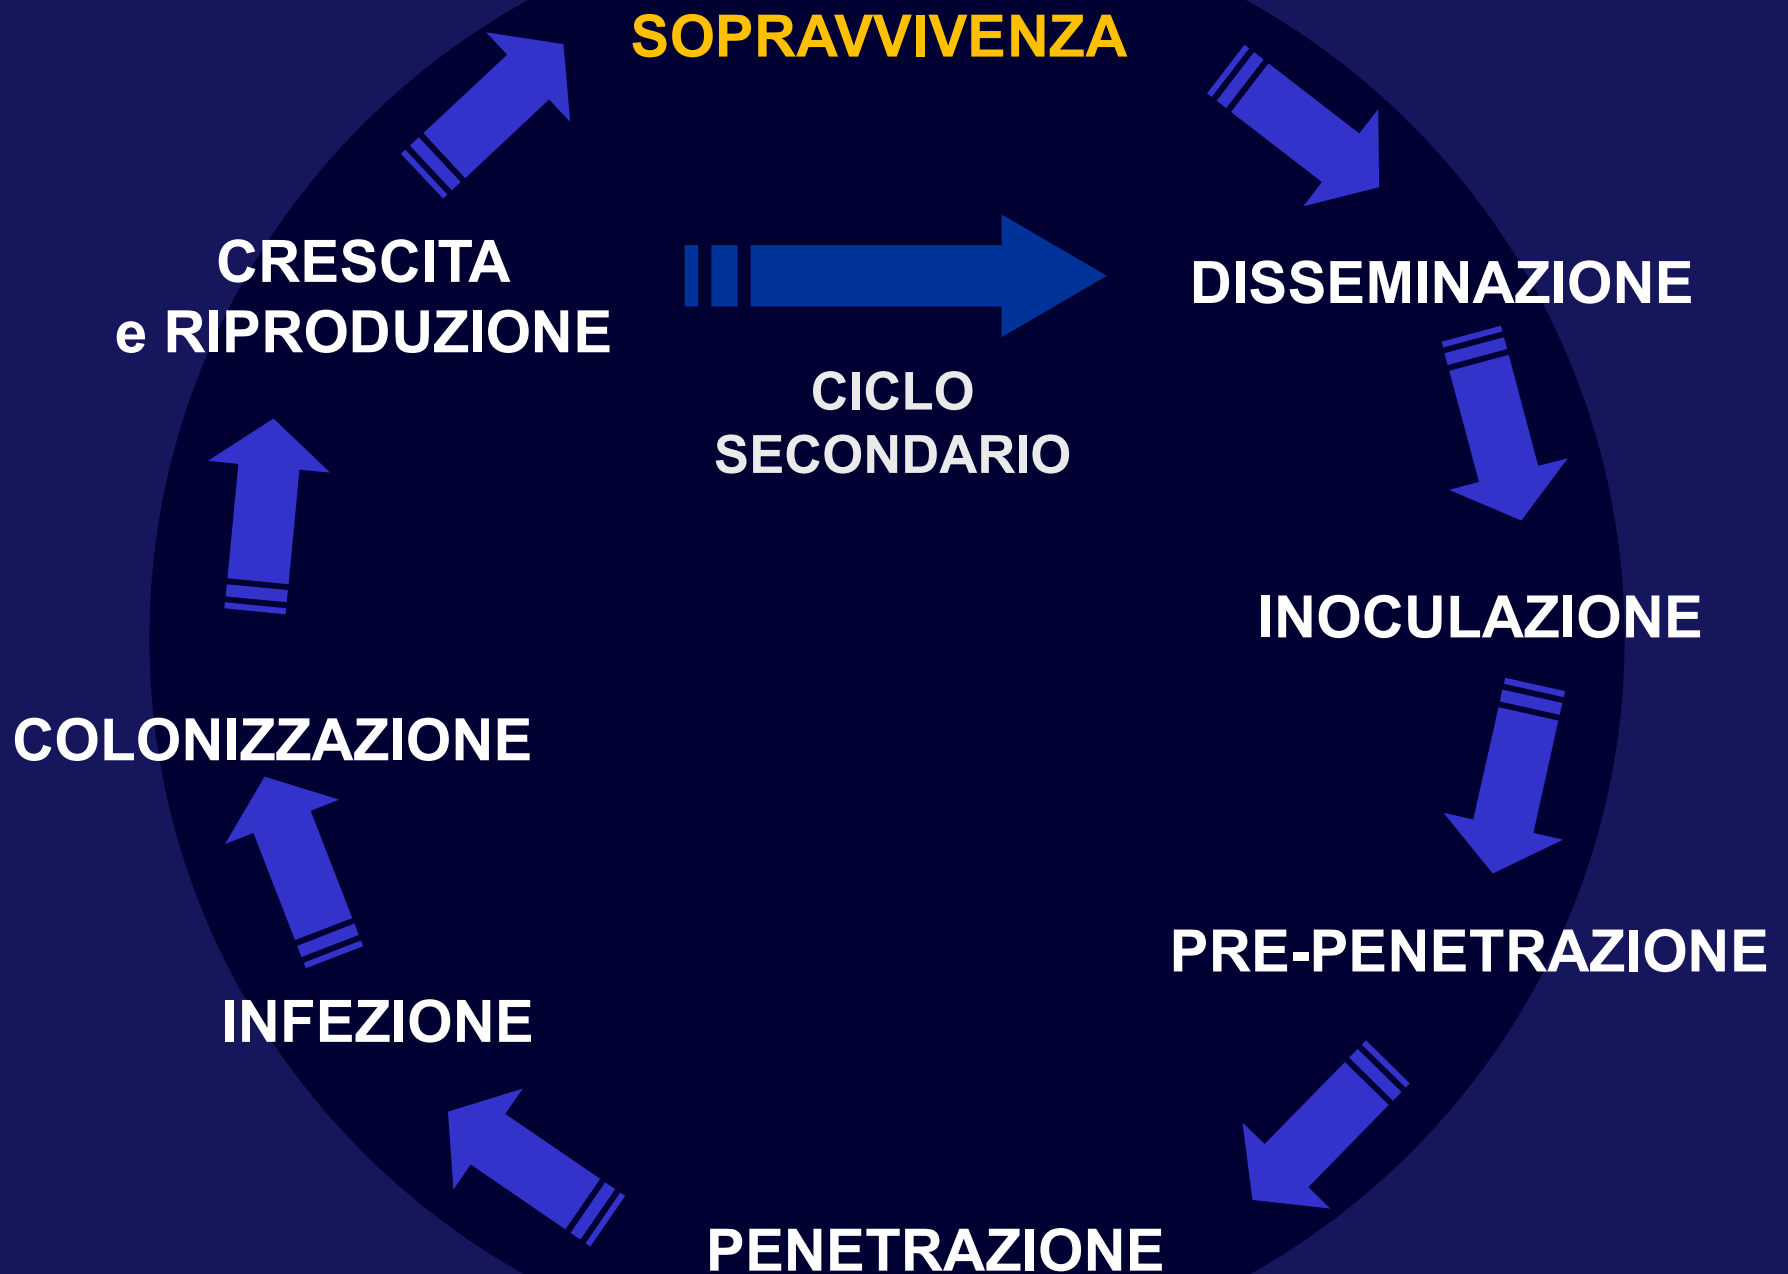 SOPRAVVIVENZA
CRESCITA
e RIPRODUZIONE
DISSEMINAZIONE
CICLO
SECONDARIO
INOCULAZIONE
COLONIZZAZIONE
PRE-PENETRAZIONE
INFEZIONE
PENETRAZIONE